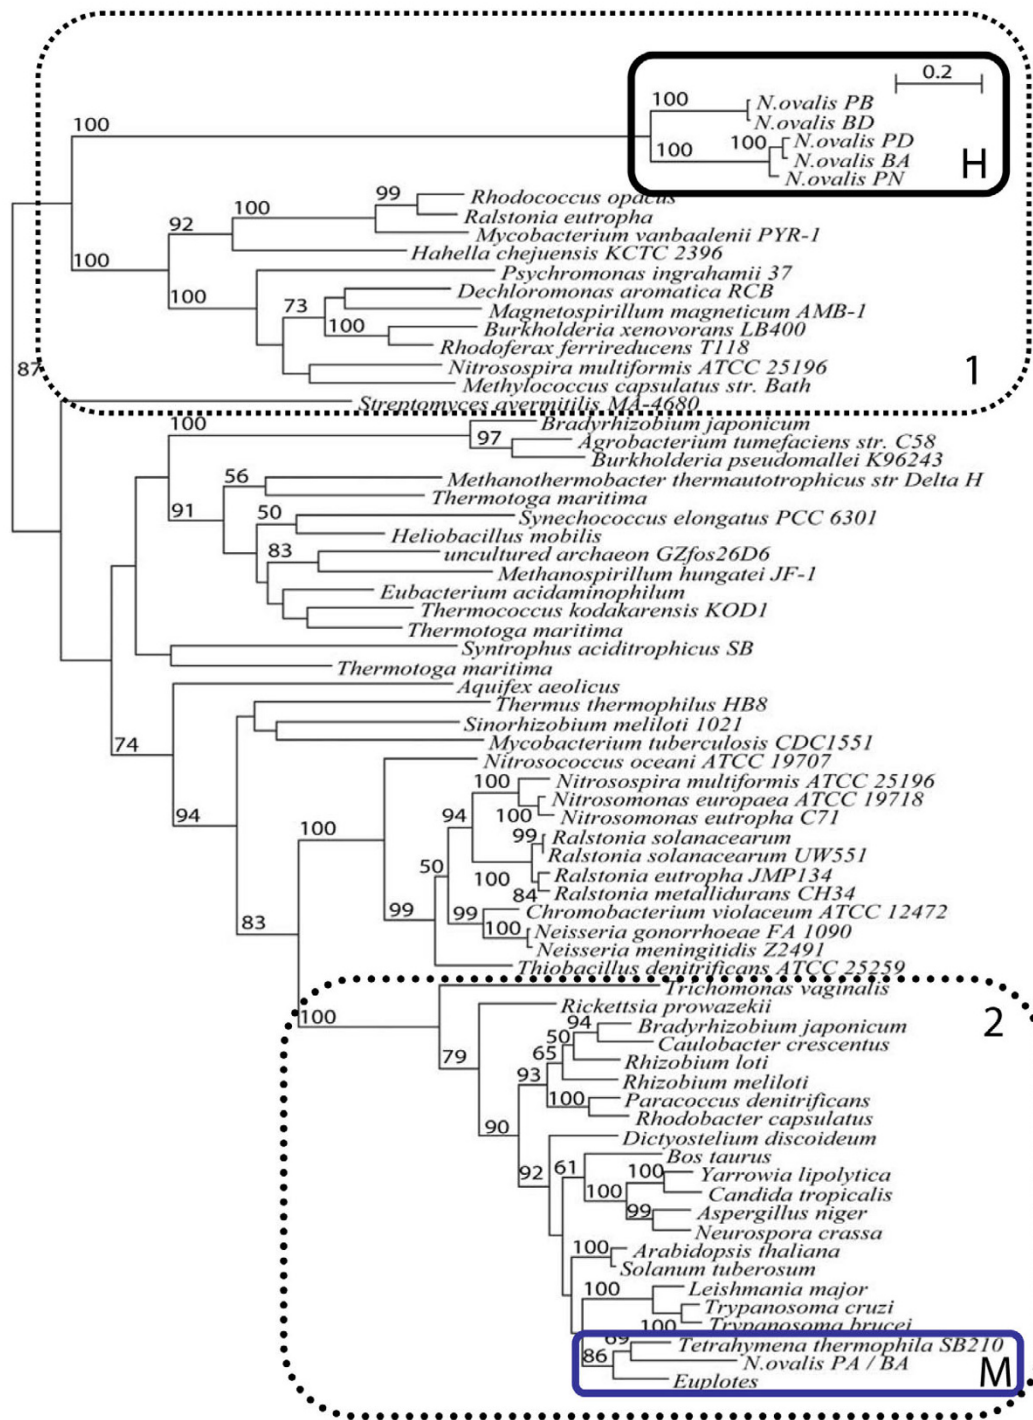 0.2
100
N.ovalis PB
N.ovalis BD
100
100
N.ovalis PD
N.ovalis BA
100
N.ovalis PN
H
99
Rhodococcus opacus
100
Ralstonia eutropha
92
Mycobacterium vanbaalenii PYR-1
Hahella chejuensis KCTC 2396
100
Psychromonas ingrahamii 37
Dechloromonas aromatica RCB
100
73
Magnetospirillum magneticum AMB-1
100
Burkholderia xenovorans LB400
Rhodoferax ferrireducens T118
87
Nitrosospira multiformis ATCC 25196
1
Methylococcus capsulatus str. Bath
Streptomyces avermitilis MA-4680
100
Bradyrhizobium japonicum
97
Agrobacterium tumefaciens str. C58
Burkholderia pseudomallei K96243
56
Methanothermobacter thermautotrophicus str Delta H
Thermotoga maritima
91
50
Synechococcus elongatus PCC 6301
Heliobacillus mobilis
83
uncultured archaeon GZfos26D6
Methanospirillum hungatei JF-1
Eubacterium acidaminophilum
Thermococcus kodakarensis KOD1
Thermotoga maritima
Syntrophus aciditrophicus SB
Thermotoga maritima
Aquifex aeolicus
Thermus thermophilus HB8
Sinorhizobium meliloti 1021
74
Mycobacterium tuberculosis CDC1551
Nitrosococcus oceani ATCC 19707
100
Nitrosospira multiformis ATCC 25196
Nitrosomonas europaea ATCC 19718
94
94
100
Nitrosomonas eutropha C71
100
99
Ralstonia solanacearum
Ralstonia solanacearum UW551
50
100
Ralstonia eutropha JMP134
84
Ralstonia metallidurans CH34
99
99
Chromobacterium violaceum ATCC 12472
83
100
Neisseria gonorrhoeae FA 1090
Neisseria meningitidis Z2491
Thiobacillus denitrificans ATCC 25259
Trichomonas vaginalis
100
Rickettsia prowazekii
2
94
Bradyrhizobium japonicum
50
Caulobacter crescentus
79
65
Rhizobium loti
93
Rhizobium meliloti
100
Paracoccus denitrificans
Rhodobacter capsulatus
90
Dictyostelium discoideum
92
61
Bos taurus
100
Yarrowia lipolytica
100
Candida tropicalis
99
Aspergillus niger
Neurospora crassa
100
Arabidopsis thaliana
Solanum tuberosum
100
Leishmania major
Trypanosoma cruzi
100
Trypanosoma brucei
69
Tetrahymena thermophila SB210
86
N.ovalis PA / BA
M
Euplotes